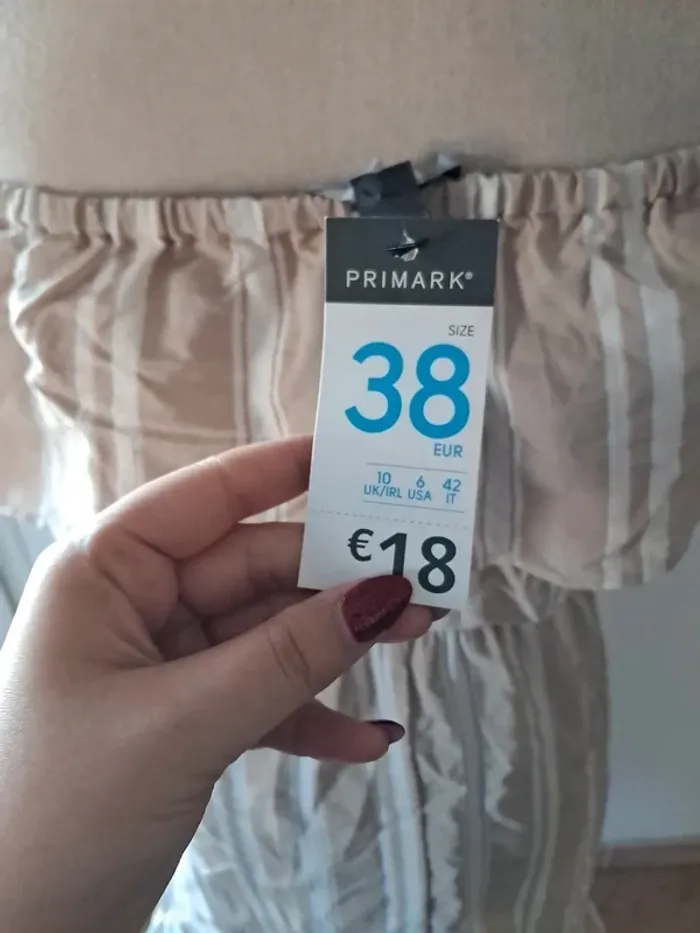 PRIMARK®
SIZE
38
EUR
10 6 42
UK/IRL USA IT
€18